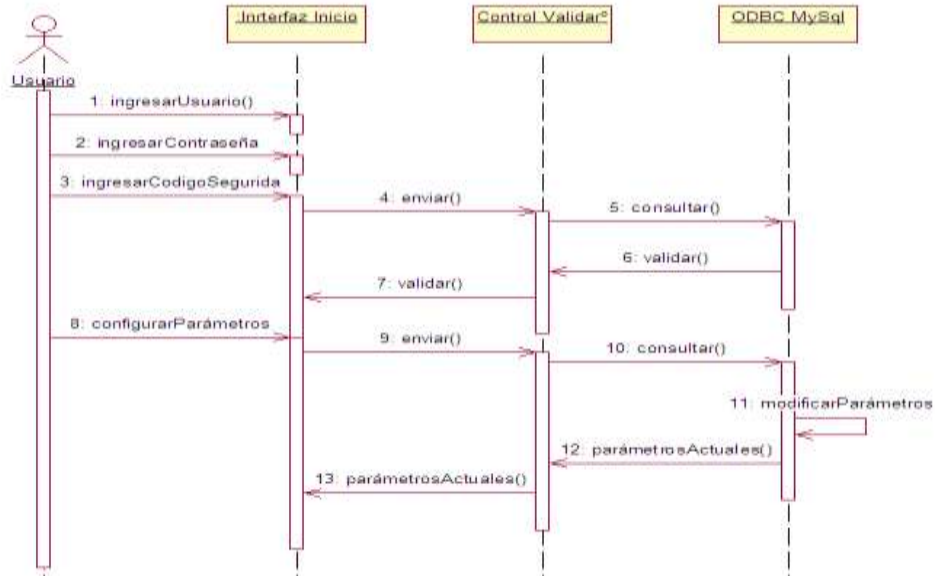 Inrterfaz Inicio
Control Validarº
ODBC MySql
Usuario
1: ingresarUsuario()
2: ingresarContraseña
3: ingresarCodigoSegurida
4: enviar()
5: consultar()
6: validar()
7: validar()
8: configurarParámetros
9: enviar()
10: consultar()
11: modificarParámetros
12: parámetrosActuales()
13: parámetrosActuales()